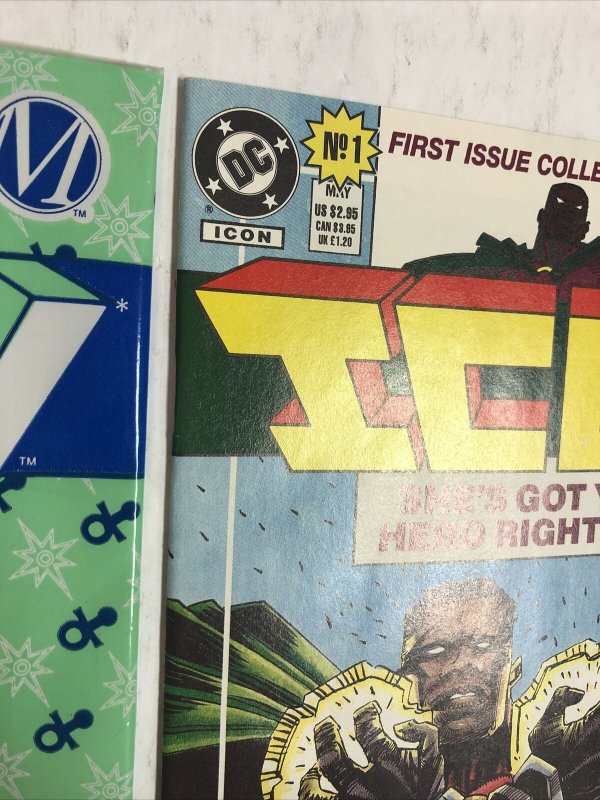 M
TM
*
TM
DC
®
ICON
Nº1
MAY
US $2.95
CAN $3.95
UK £1.20
FIRST ISSUE COLLE
IC
SHE'S GOT Y
HERO RIGHT